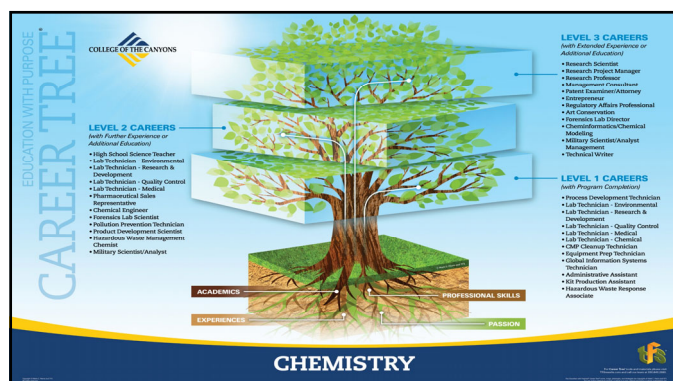 EDUCATION WITH PURPOSE
CAREER TREE
COLLEGE OF THE CANYONS
LEVEL 3 CAREERS
(with Extended Experience or
Additional Education)
• Research Scientist
• Research Project Manager
• Research Professor
• Management Consultant
• Patent Examiner/Attorney
• Entrepreneur
• Regulatory Affairs Professional
• Art Conservation
• Forensics Lab Director
• Cheminformatics/Chemical
Modeling
• Military Scientist/Analyst
Management
• Technical Writer
LEVEL 2 CAREERS
(with Further Experience or
Additional Education)
• High School Science Teacher
• Lab Technician - Environmental
• Lab Technician - Research &
Development
• Lab Technician - Quality Control
• Lab Technician - Medical
• Pharmaceutical Sales
Representative
• Chemical Engineer
• Forensics Lab Scientist
• Pollution Prevention Technician
• Product Development Scientist
• Hazardous Waste Management
Chemist
• Military Scientist/Analyst
LEVEL 1 CAREERS
(with Program Completion)
• Process Development Technician
• Lab Technician - Environmental
• Lab Technician - Research &
Development
• Lab Technician - Quality Control
• Lab Technician - Medical
• Lab Technician - Chemical
• CMP Cleanup Technician
• Equipment Prep Technician
• Global Information Systems
Technician
• Administrative Assistant
• Kit Production Assistant
• Hazardous Waste Response
Associate
ACADEMICS
PROFESSIONAL SKILLS
EXPERIENCES
PASSION
CHEMISTRY